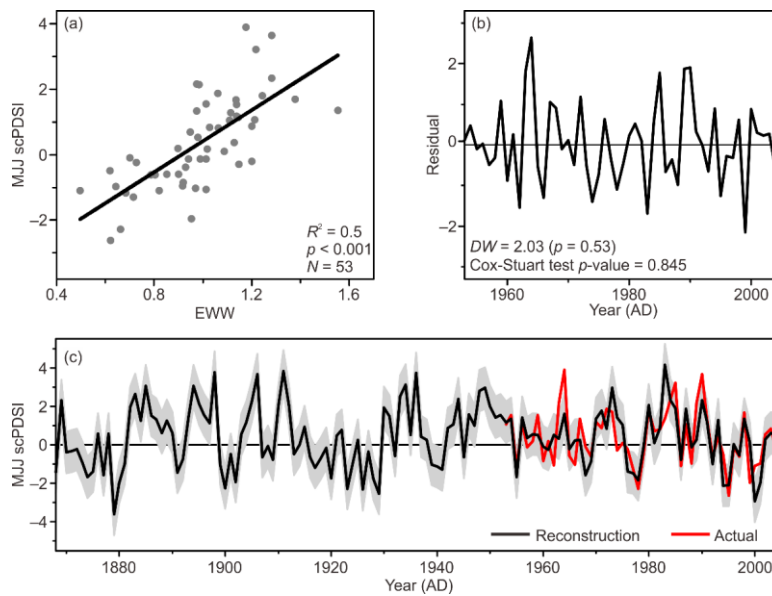 (a)
4
2
0
−2
MJJ scPDSI
R² = 0.5
p < 0.001
N = 53
0.4
0.8
1.2
1.6
EWW
(b)
2
0
−2
Residual
DW = 2.03 (p = 0.53)
Cox-Stuart test p-value = 0.845
1960
1980
2000
Year (AD)
(c)
4
2
0
−2
−4
MJJ scPDSI
Reconstruction
Actual
1880
1900
1920
1940
1960
1980
2000
Year (AD)